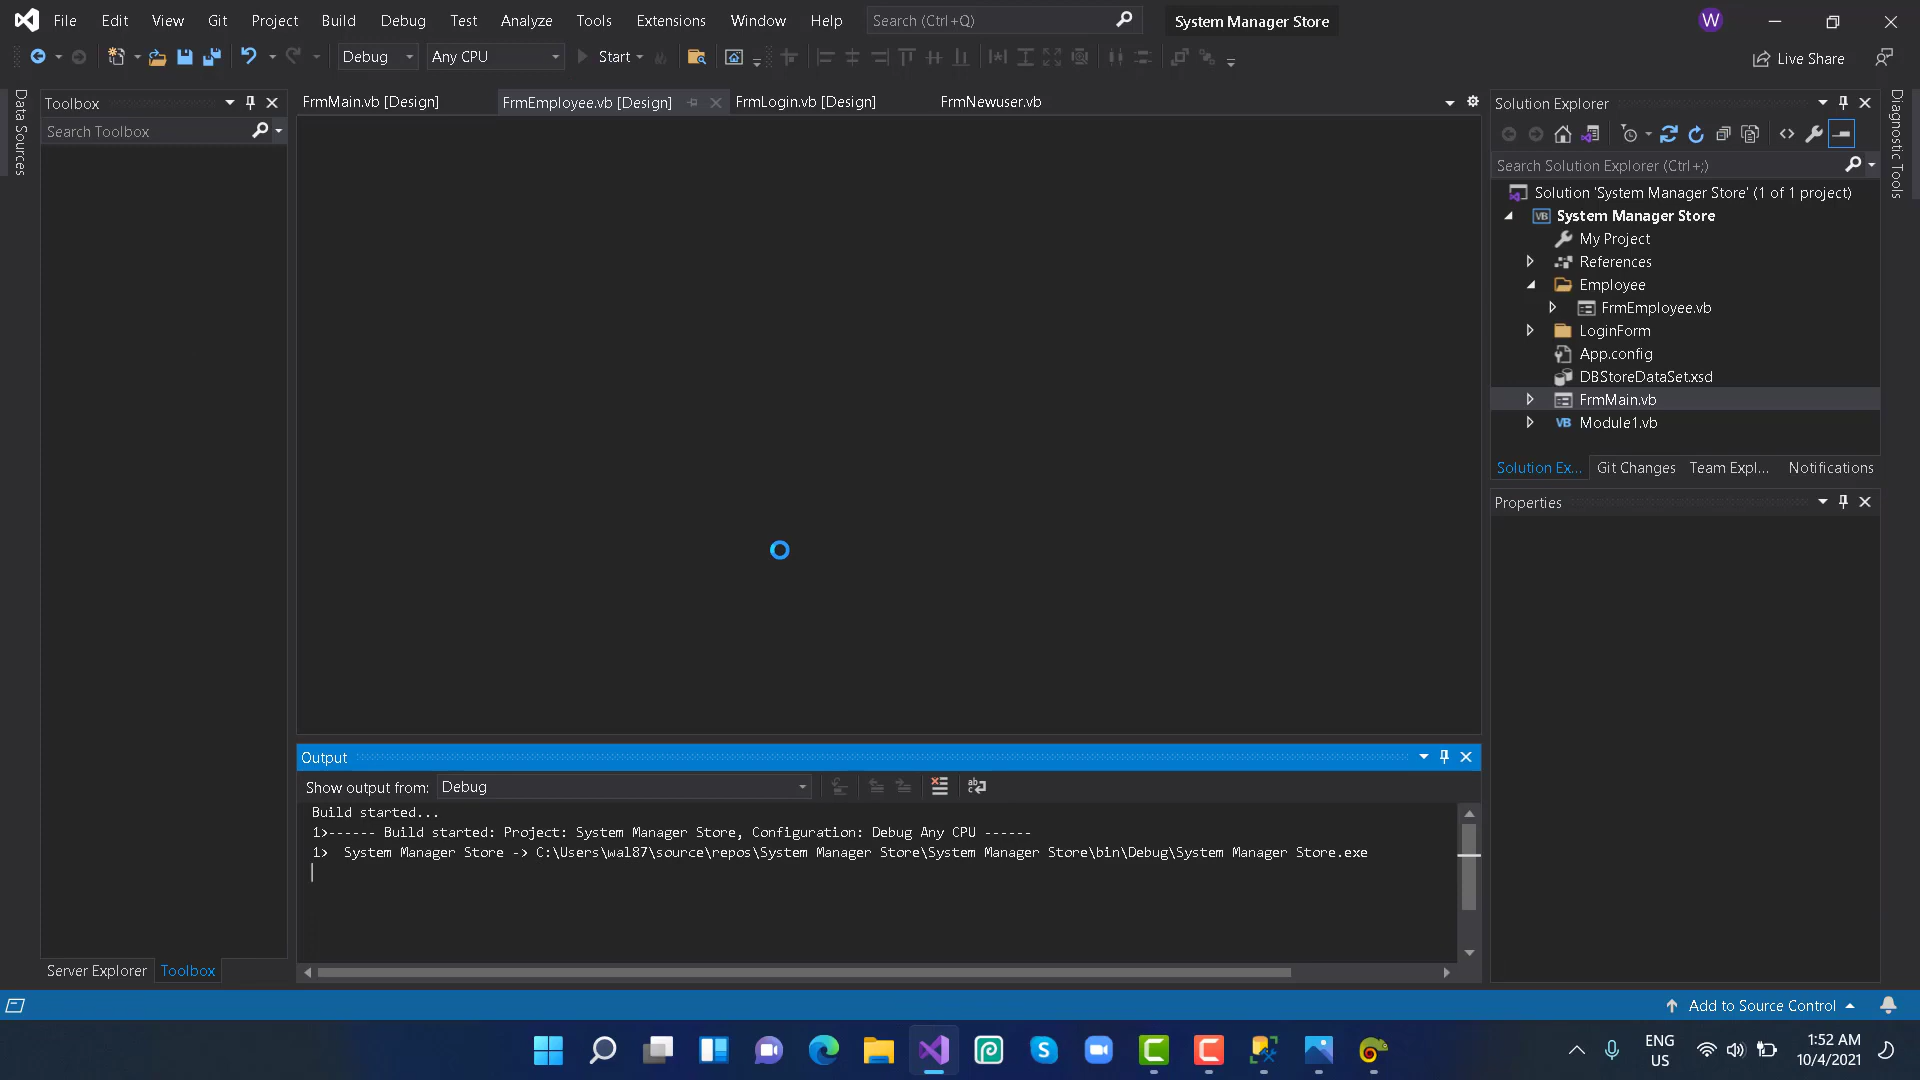 File Edit View Git Project Build Debug Test Analyze Tools Extensions Window Help Search (Ctrl+Q) System Manager Store W
Debug Any CPU Start Live Share
Data Sources
Toolbox
Search Toolbox
FrmMain.vb [Design] FrmEmployee.vb [Design] FrmLogin.vb [Design] FrmNewuser.vb
Solution Explorer
Search Solution Explorer (Ctrl+;)
Solution 'System Manager Store' (1 of 1 project)
VB System Manager Store
My Project
References
Employee
FrmEmployee.vb
LoginForm
App.config
DBStoreDataSet.xsd
FrmMain.vb
VB Module1.vb
Solution Ex... Git Changes Team Expl... Notifications
Diagnostic Tools
Properties
Output
Show output from: Debug
Build started...
1>------ Build started: Project: System Manager Store, Configuration: Debug Any CPU ------
1>  System Manager Store -> C:\Users\wal87\source\repos\System Manager Store\System Manager Store\bin\Debug\System Manager Store.exe
Server Explorer Toolbox
Add to Source Control
ENG
US
1:52 AM
10/4/2021